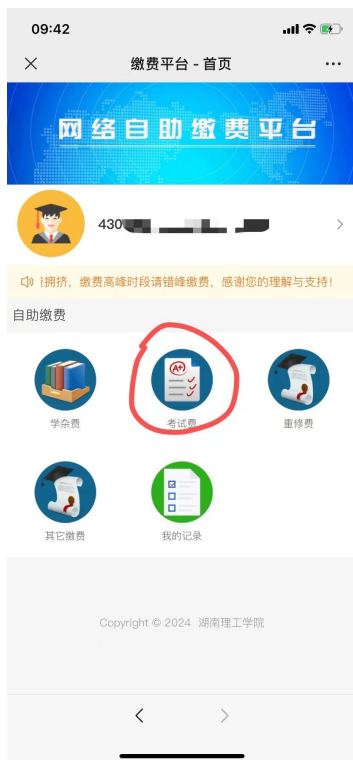 09:42
缴费平台 - 首页
网络自助缴费平台
430
拥挤，缴费高峰时段请错峰缴费，感谢您的理解与支持！
自助缴费
A+
学杂费
考试费
重修费
其它缴费
我的记录
Copyright © 2024 湖南理工学院